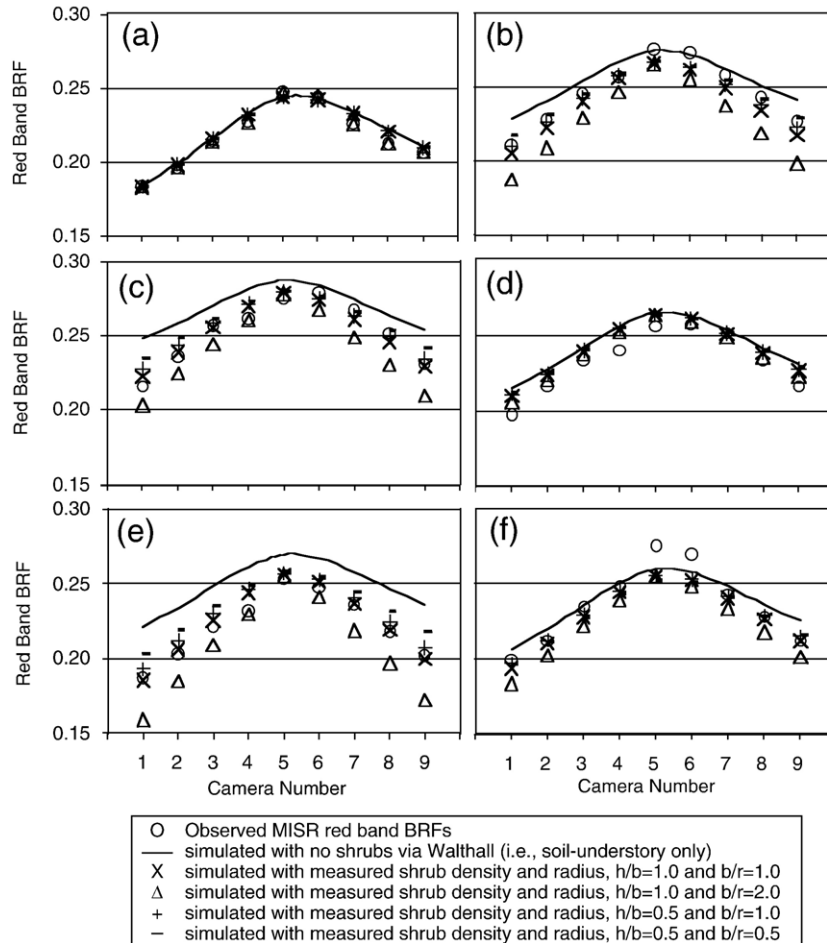 (a)
(b)
Red Band BRF
0.30
0.25
0.20
0.15
(c)
(d)
Red Band BRF
0.30
0.25
0.20
0.15
(e)
(f)
Red Band BRF
0.30
0.25
0.20
0.15
1 2 3 4 5 6 7 8 9
1 2 3 4 5 6 7 8 9
Camera Number
Camera Number
Observed MISR red band BRFs
simulated with no shrubs via Walthall (i.e., soil-understory only)
simulated with measured shrub density and radius, h/b=1.0 and b/r=1.0
simulated with measured shrub density and radius, h/b=1.0 and b/r=2.0
simulated with measured shrub density and radius, h/b=0.5 and b/r=1.0
simulated with measured shrub density and radius, h/b=0.5 and b/r=0.5